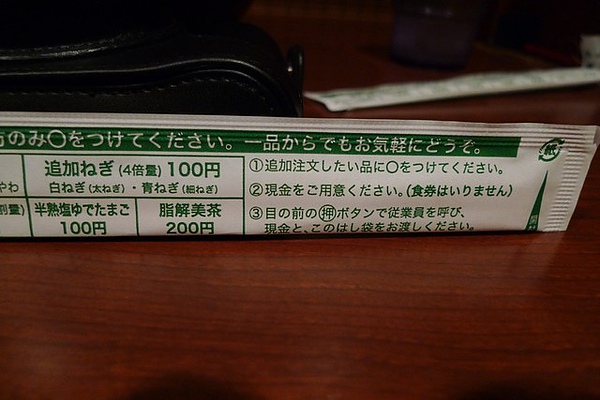 のみ〇をつけてください。一品からでもお気軽にどうぞ。
追加ねぎ(4倍量)100円
白ねぎ(太ねぎ)・青ねぎ(細ねぎ)
やわ
割量)
半熟塩ゆでたまご
100円
脂解美茶
200円
①追加注文したい品に〇をつけてください。
②現金をご用意ください。(食券はいりません)
③目の前の㊞ボタンで従業員を呼び、
現金と、このはし袋をお渡しください。